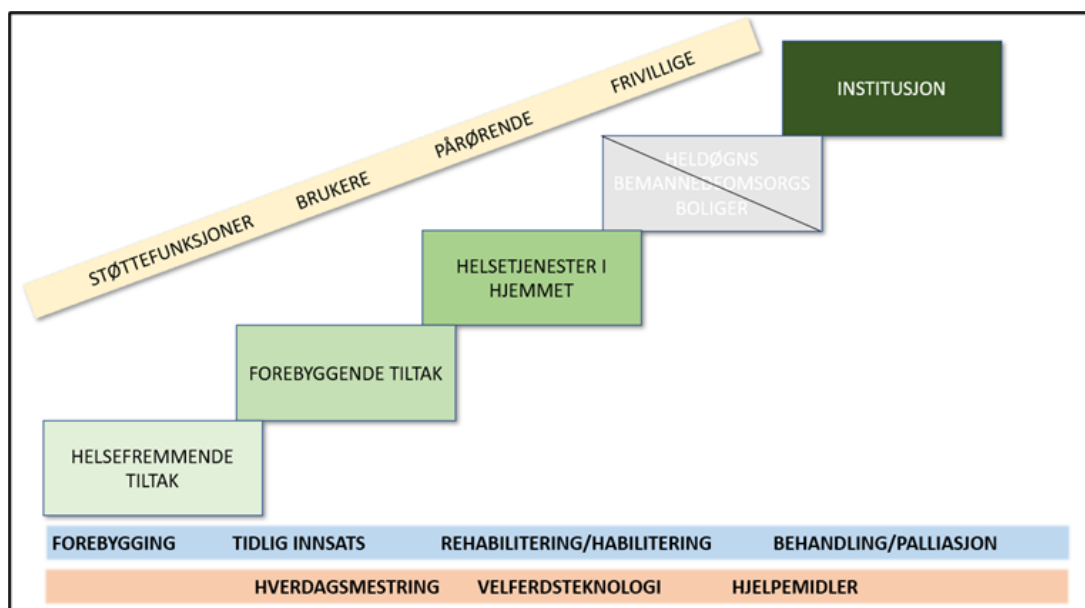 STØTTEFUNKSJONER BRUKERE PÅRØRENDE FRIVILLIGE
INSTITUSJON
HELDØGNS
BEMANNEDEOMSORGS
BOLIGER
HELSETJENESTER I
HJEMMET
FOREBYGGENDE TILTAK
HELSEFREMMENDE
TILTAK
FOREBYGGING TIDLIG INNSATS REHABILITERING/HABILITERING BEHANDLING/PALLIASJON
HVERDAGSMESTRING VELFERDSTEKNOLOGI HJELPEMIDLER